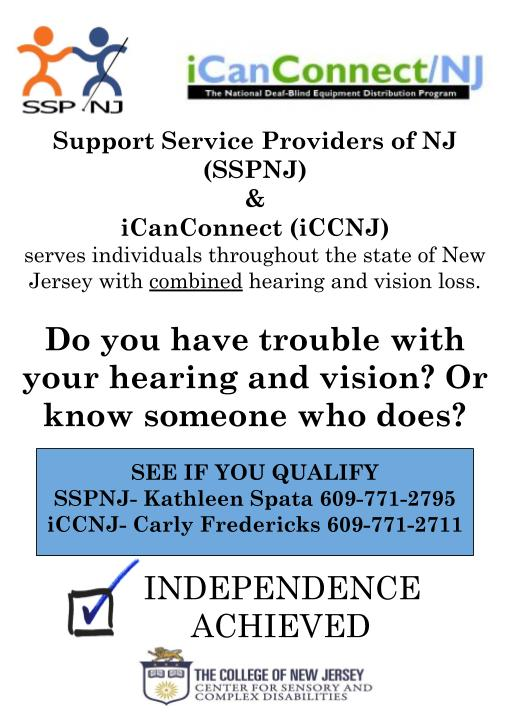 SSP/NJ
iCanConnect/NJ
The National Deaf-Blind Equipment Distribution Program
Support Service Providers of NJ
(SSPNJ)
&
iCanConnect (iCCNJ)
serves individuals throughout the state of New
Jersey with combined hearing and vision loss.
Do you have trouble with
your hearing and vision? Or
know someone who does?
SEE IF YOU QUALIFY
SSPNJ- Kathleen Spata 609-771-2795
iCCNJ- Carly Fredericks 609-771-2711
INDEPENDENCE
ACHIEVED
THE COLLEGE OF NEW JERSEY
CENTER FOR SENSORY AND
COMPLEX DISABILITIES